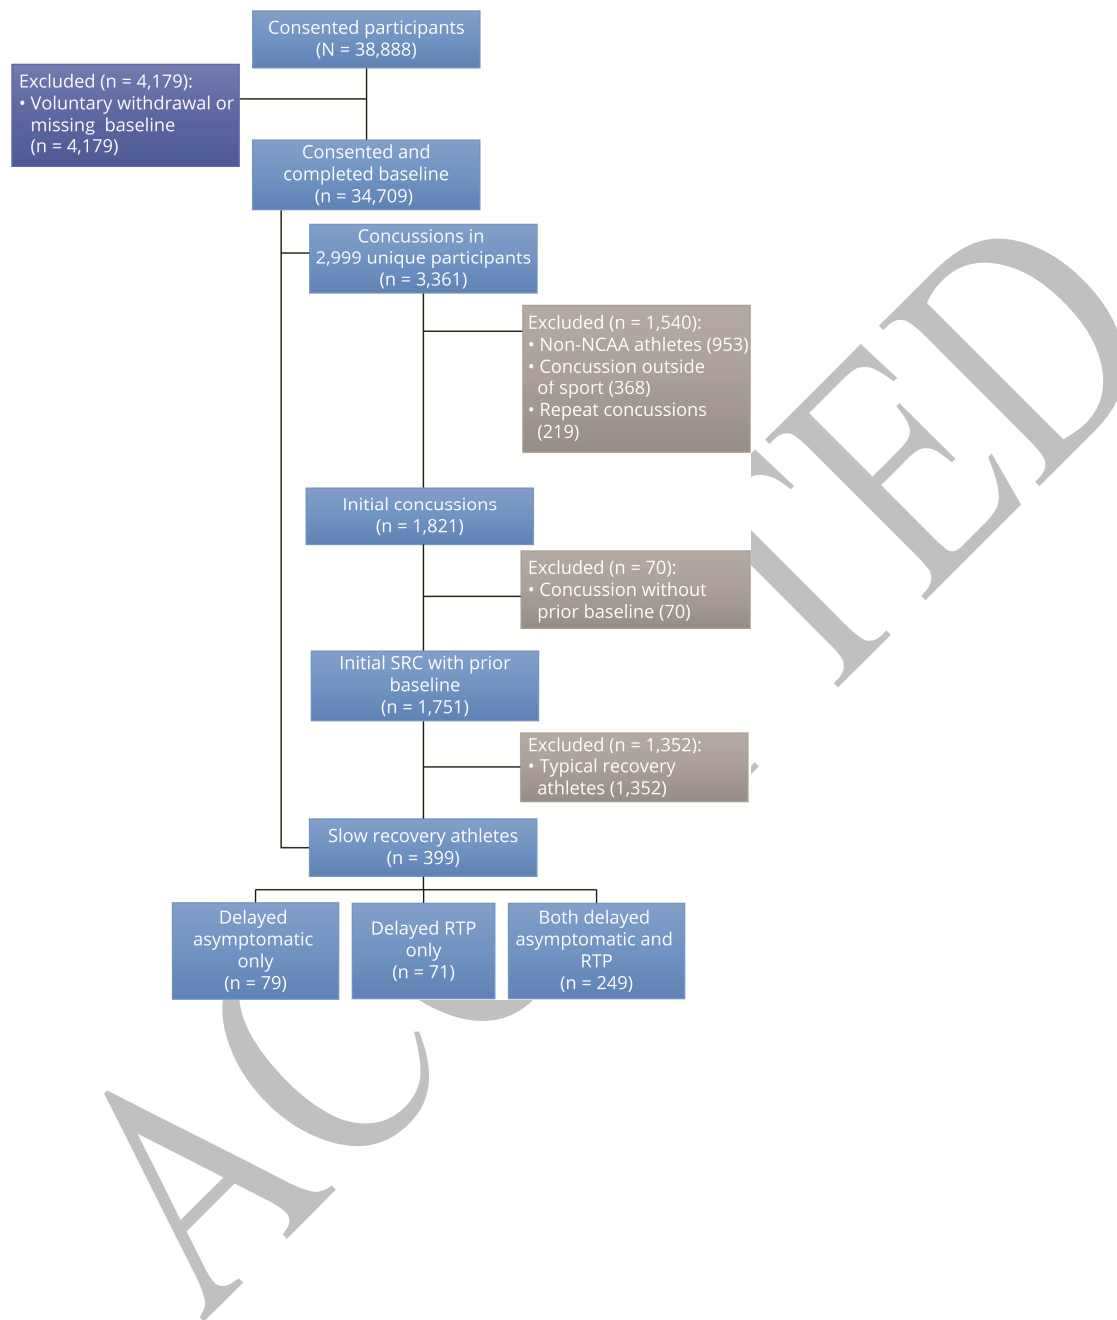 Consented participants
(N = 38,888)
Excluded (n = 4,179):
• Voluntary withdrawal or
missing baseline
(n = 4,179)
Consented and
completed baseline
(n = 34,709)
Concussions in
2,999 unique participants
(n = 3,361)
Excluded (n = 1,540):
• Non-NCAA athletes (953)
• Concussion outside
of sport (368)
• Repeat concussions
(219)
Initial concussions
(n = 1,821)
Excluded (n = 70):
• Concussion without
prior baseline (70)
Initial SRC with prior
baseline
(n = 1,751)
Excluded (n = 1,352):
• Typical recovery
athletes (1,352)
Slow recovery athletes
(n = 399)
Delayed
asymptomatic
only
(n = 79)
Delayed RTP
only
(n = 71)
Both delayed
asymptomatic and
RTP
(n = 249)